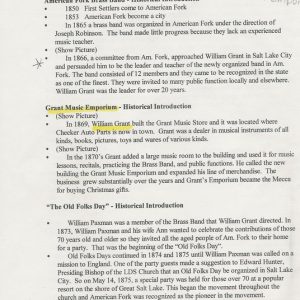 American Fork Brass Band - Historical Introduction
• 1850 First Settlers come to American Fork
• 1853 American Fork become a city
• In 1865 a brass band was organized in American Fork under the direction of
Joseph Robinson. The band made little progress because they lack an experienced
music teacher.
• (Show Picture)
• In 1866, a committee from Am. Fork, approached William Grant in Salt Lake City
and persuaded him to be the leader and teacher of the newly organized band in Am.
Fork. The band consisted of 12 members and they came to be recognized in the state
as one of the finest. They were invited to many public function locally and elsewhere.
William Grant was the leader for over 20 years.
Grant Music Emporium - Historical Introduction
(Show Picture)
• In 1869, William Grant built the Grant Music Store and it was located where
Checker Auto Parts is now in town. Grant was a dealer in musical instruments of all
kinds, books, pictures, toys and wares of various kinds.
(Show Picture)
• In the 1870's Grant added a large music room to the building and used it for music
lessons, recitals, practicing the Brass Band, and public functions. He called the new
building the Grant Music Emporium and expanded his line of merchandise. The
business grew substantially over the years and Grant's Emporium became the Mecca
for buying Christmas gifts.
"The Old Folks Day" - Historical Introduction
• William Paxman was a member of the Brass Band that William Grant directed. In
1873, William Paxman and his wife Ann wanted to celebrate the contributions of those
70 years old and older so they invited all the aged people of Am. Fork to their home
for a party. That was the beginning of the "Old Folks Day".
• Old Folks Days continued in 1874 and 1875 until William Paxman was called on a
mission to England. One of the party guests made a suggestion to Edward Hunter,
Presiding Bishop of the LDS Church that an Old Folks Day be organized in Salt Lake
City. So on May 14, 1875, a special party was held for those over 70 at a popular
resort on the shore of Great Salt Lake. This began the movement throughout the
church and American Fork was recognized as the pioneer in the movement.